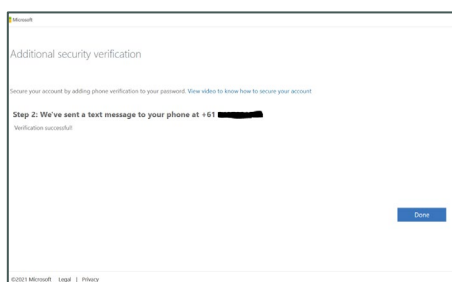 Microsoft
Additional security verification
Secure your account by adding phone verification to your password. View video to know how to secure your account
Step 2: We've sent a text message to your phone at +61
Verification successful!
Done
©2021 Microsoft Legal | Privacy